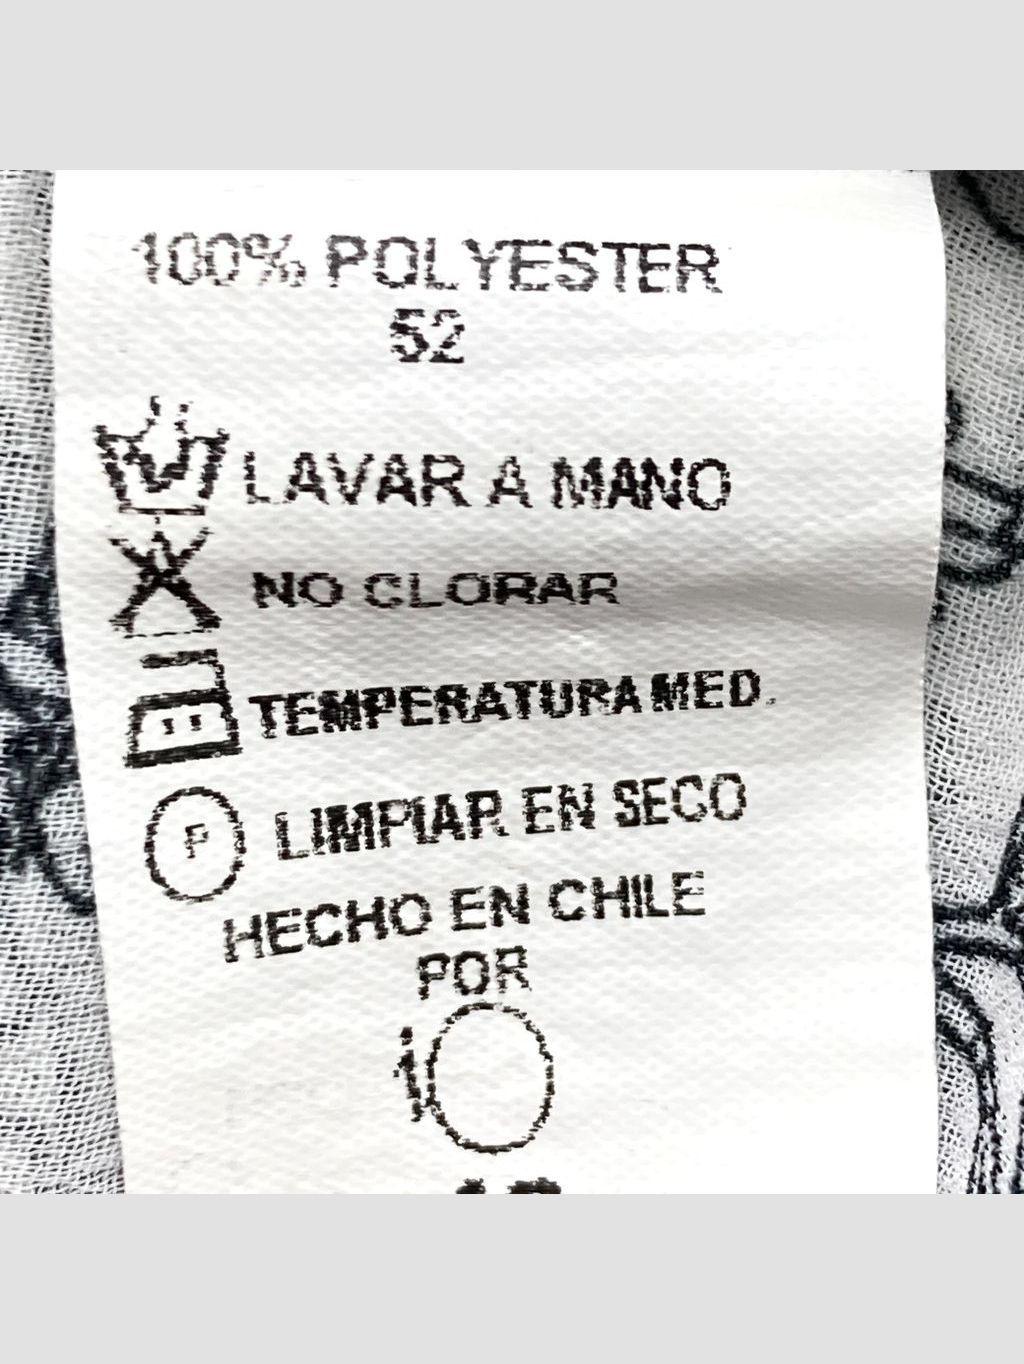 100% POLYESTER
52
LAVAR A MANO
NO CLORAR
TEMPERATURA MED.
P LIMPIAR EN SECO
HECHO EN CHILE
POR